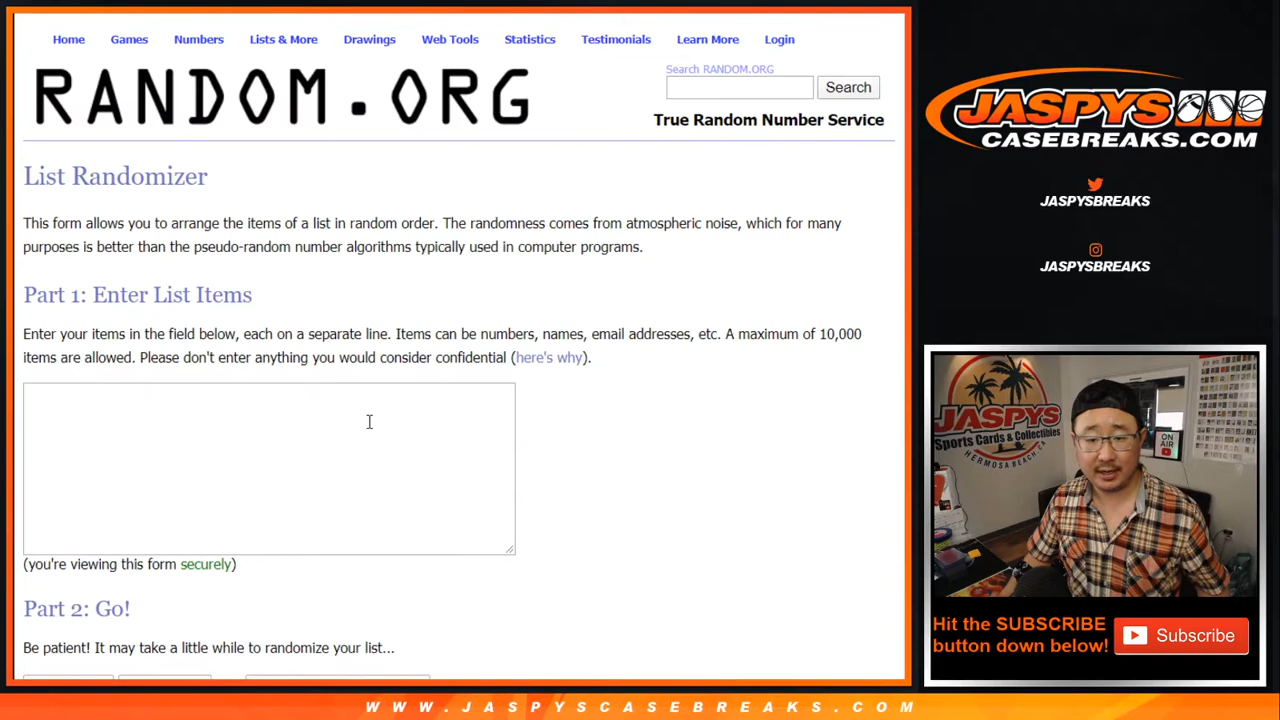 Home Games Numbers Lists & More Drawings Web Tools Statistics Testimonials Learn More Login
RANDOM.ORG
Search RANDOM.ORG
Search
True Random Number Service
List Randomizer
This form allows you to arrange the items of a list in random order. The randomness comes from atmospheric noise, which for many
purposes is better than the pseudo-random number algorithms typically used in computer programs.
Part 1: Enter List Items
Enter your items in the field below, each on a separate line. Items can be numbers, names, email addresses, etc. A maximum of 10,000
items are allowed. Please don't enter anything you would consider confidential (here's why).
(you're viewing this form securely)
Part 2: Go!
Be patient! It may take a little while to randomize your list...
JASPYS
CASEBREAKS.COM
JASPYSBREAKS
JASPYSBREAKS
JASPYS
Sports Cards & Collectibles
HERMOSA BEACH, CA
ON
AIR
Hit the SUBSCRIBE
button down below!
Subscribe
WWW.JASPYSCASEBREAKS.COM